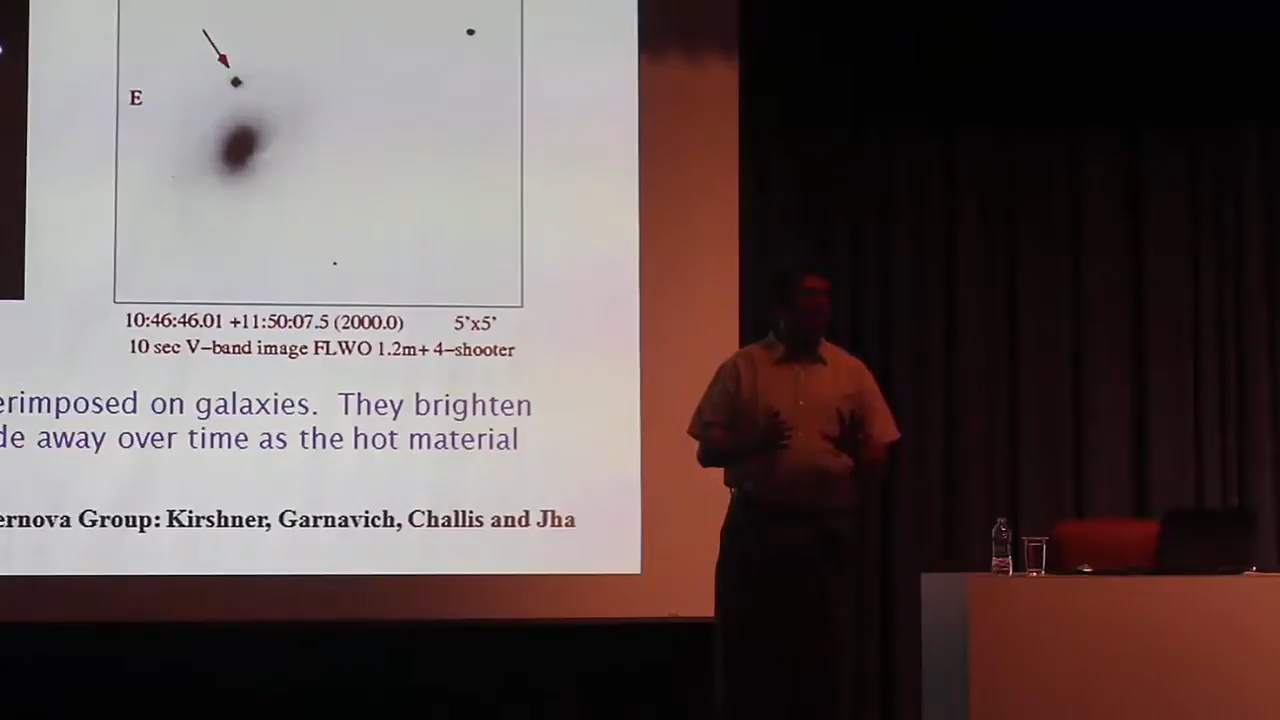 E
10:46:46.01 +11:50:07.5 (2000.0) 5'x5'
10 sec V–band image FLWO 1.2m+ 4–shooter
erimposed on galaxies. They brighten
de away over time as the hot material
ernova Group: Kirshner, Garnavich, Challis and Jha